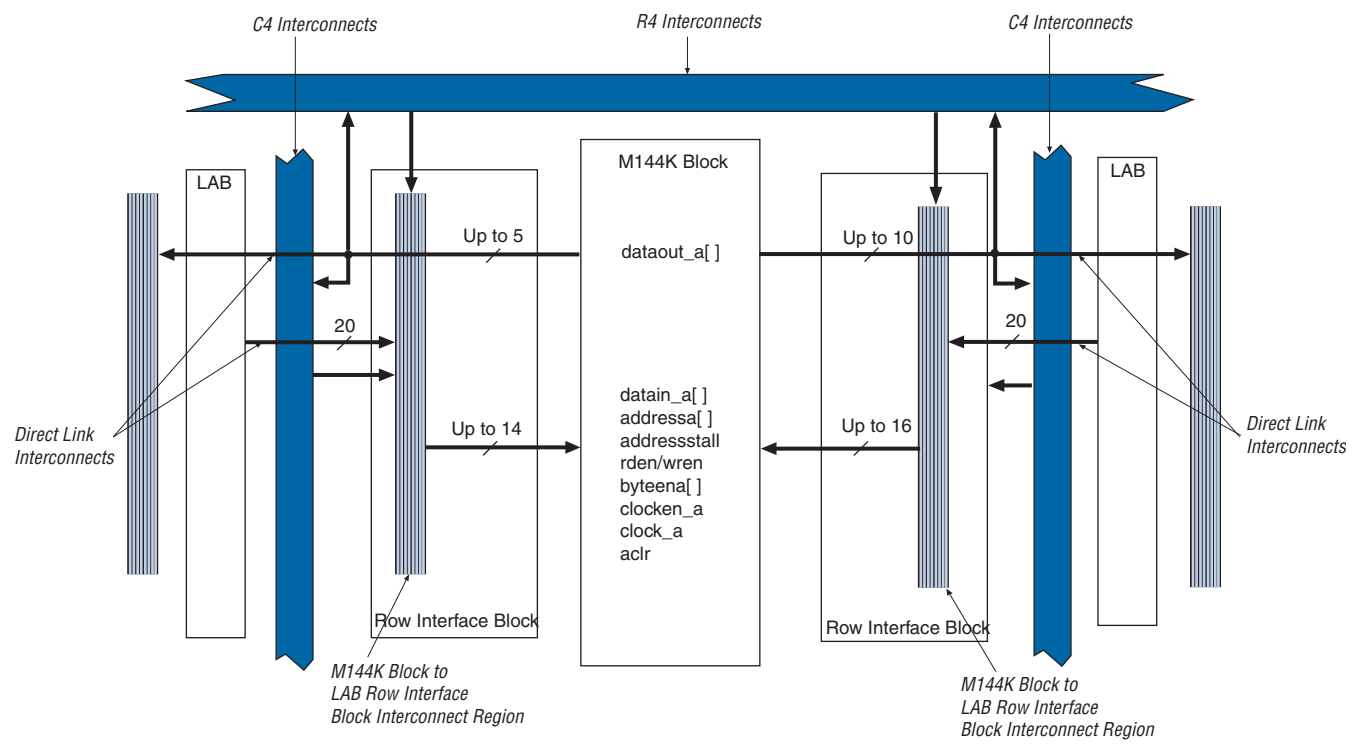 C4 Interconnects
R4 Interconnects
C4 Interconnects
LAB
M144K Block
LAB
Up to 5
dataout_a[ ]
Up to 10
20
20
datain_a[ ]
addressa[ ]
addressstall
rden/wren
byteena[ ]
clocken_a
clock_a
aclr
Up to 14
Up to 16
Direct Link
Interconnects
Direct Link
Interconnects
Row Interface Block
Row Interface Block
M144K Block to
LAB Row Interface
Block Interconnect Region
M144K Block to
LAB Row Interface
Block Interconnect Region